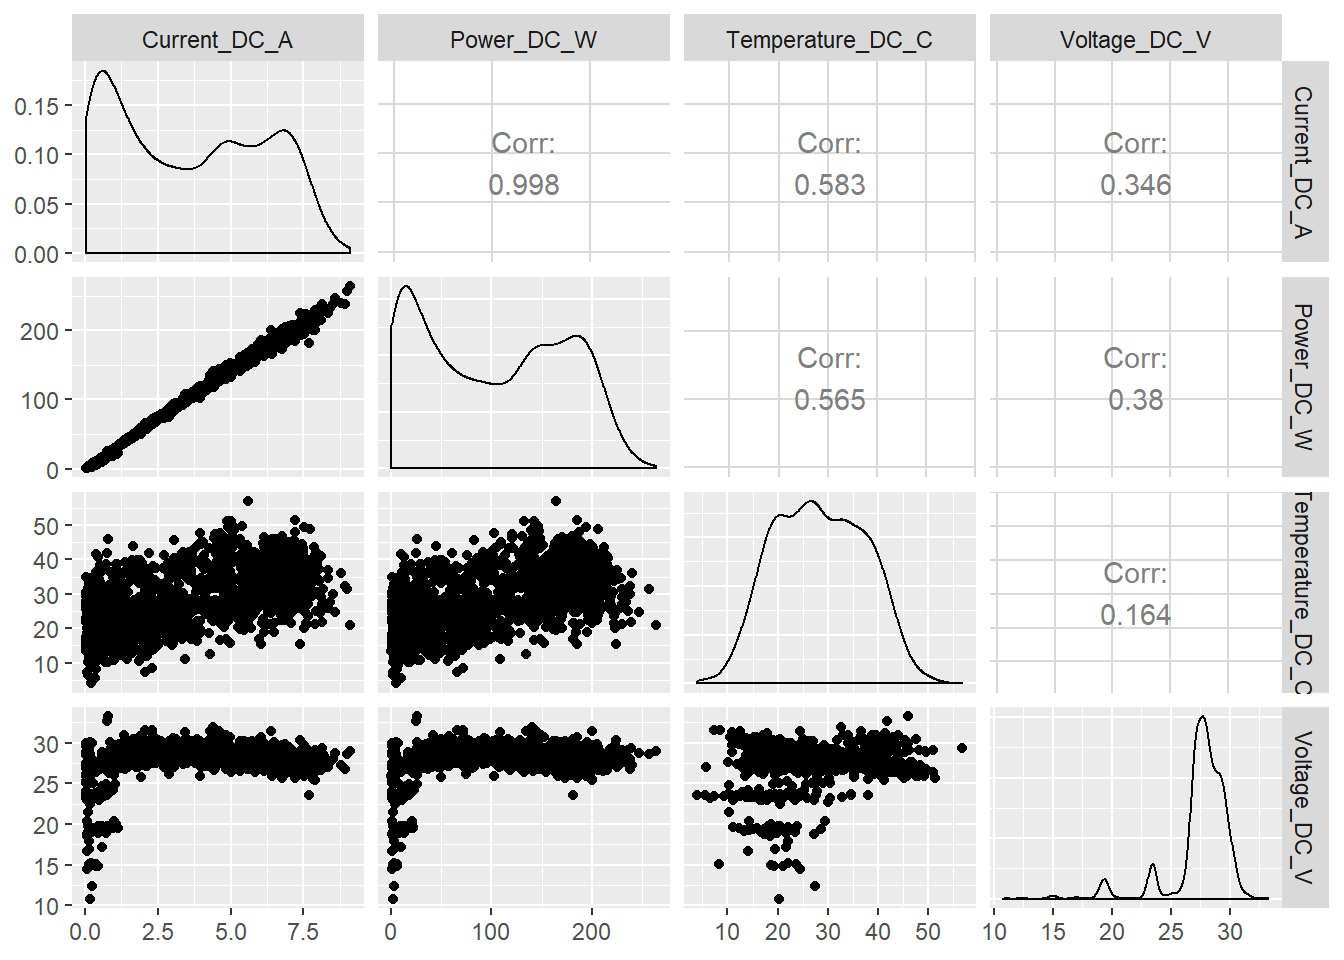 Current_DC_A
Power_DC_W
Temperature_DC_C
Voltage_DC_V
0.15
0.10
0.05
0.00
Corr:
0.998
Corr:
0.583
Corr:
0.346
Current_DC_A
200
100
0
Corr:
0.565
Corr:
0.38
Power_DC_W
50
40
30
20
10
Corr:
0.164
Temperature_DC_C
30
25
20
15
10
Voltage_DC_V
0.0 2.5 5.0 7.5
0 100 200
10 20 30 40 50
10 15 20 25 30